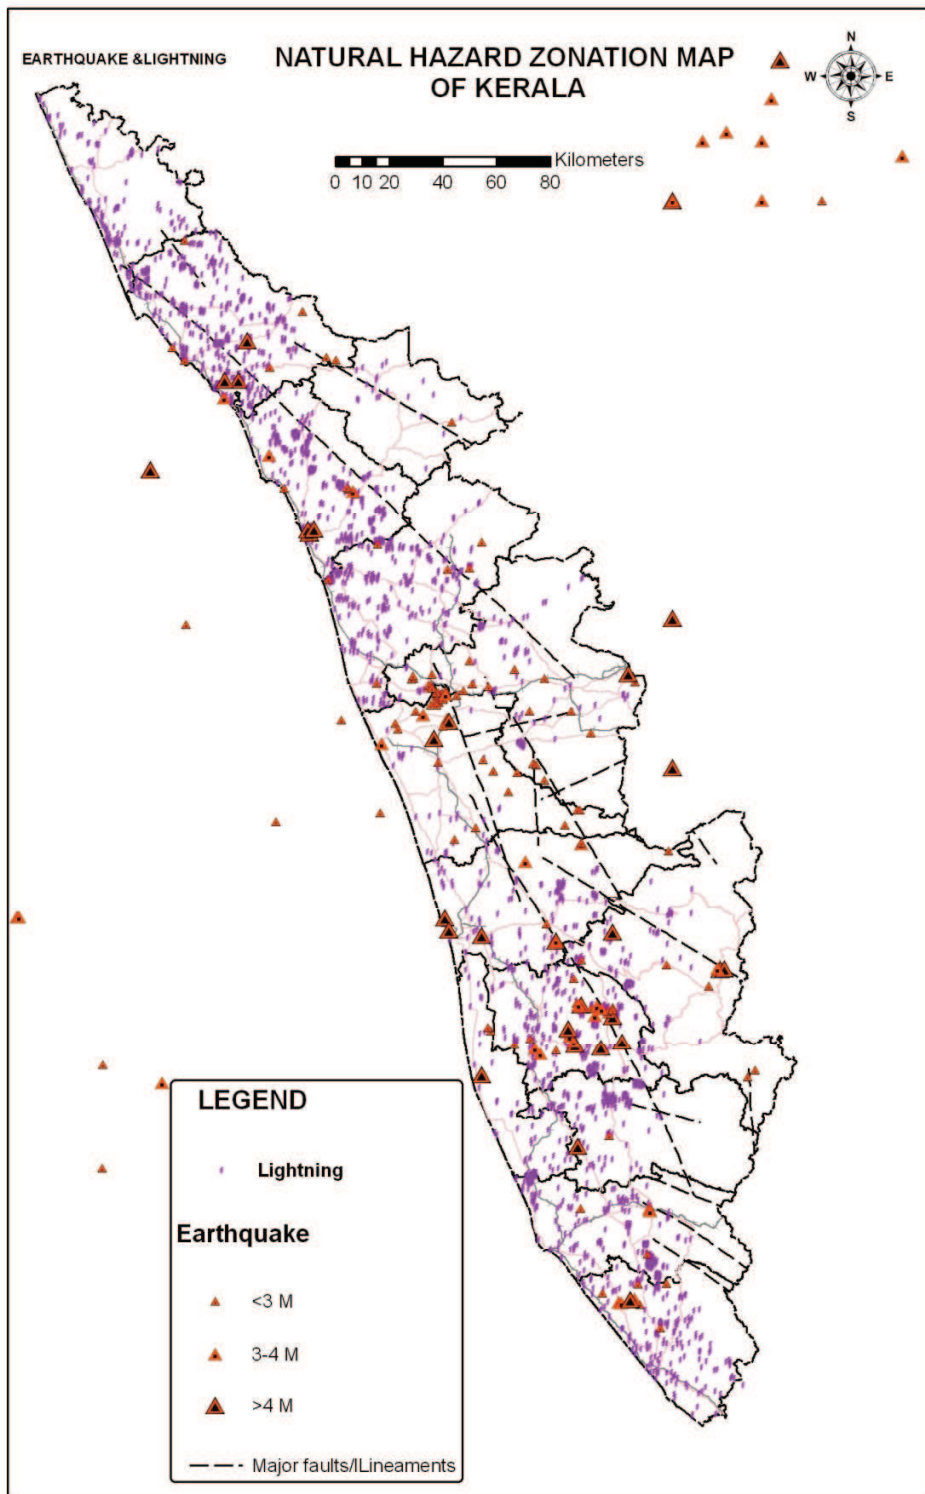 EARTHQUAKE &LIGHTNING
NATURAL HAZARD ZONATION MAP
OF KERALA
N
W E
S
Kilometers
0 10 20 40 60 80
LEGEND
Lightning
Earthquake
<3 M
3-4 M
>4 M
Major faults/lLineaments